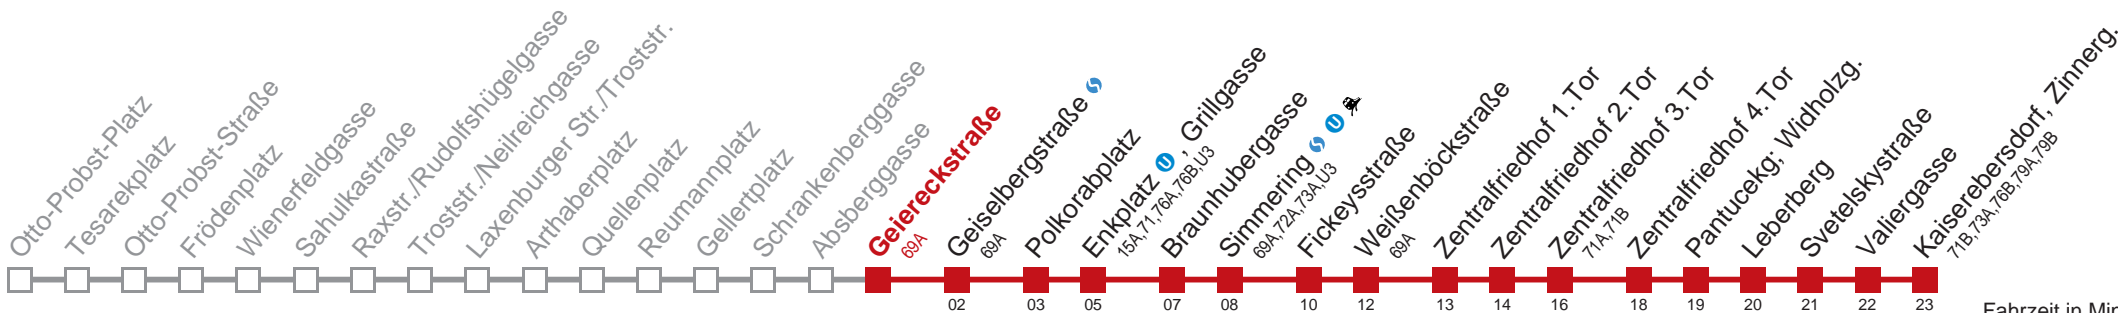 Otto-Probst-Platz
Tesarekplatz
Otto-Probst-Straße
Frödenplatz
Wienerfeldgasse
Sahulkastraße
Raxstr./Rudolfshügelgasse
Troststr./Neilreichgasse
Laxenburger Str./Troststr.
Arthaberplatz
Quellenplatz
Reumannplatz
Gellertplatz
Schrankenberggasse
Absberggasse
Geiereckstraße
69A
Geiselbergstraße S
69A
Polkorabplatz
Enkplatz U , Grillgasse
15A,71,76A,76B,U3
Braunhubergasse
Simmering S U
69A,72A,73A,U3
Fickeysstraße
Weißenböckstraße
69A
Zentralfriedhof 1.Tor
Zentralfriedhof 2.Tor
Zentralfriedhof 3.Tor
71A,71B
Zentralfriedhof 4.Tor
Pantucekg; Widholzg.
Leberberg
Svetelskystraße
Valiergasse
Kaiserebersdorf, Zinnerg.
71B,73A,76B,79A,79B
02 03 05 07 08 10 12 13 14 16 18 19 20 21 22 23
Fahrzeit in Min